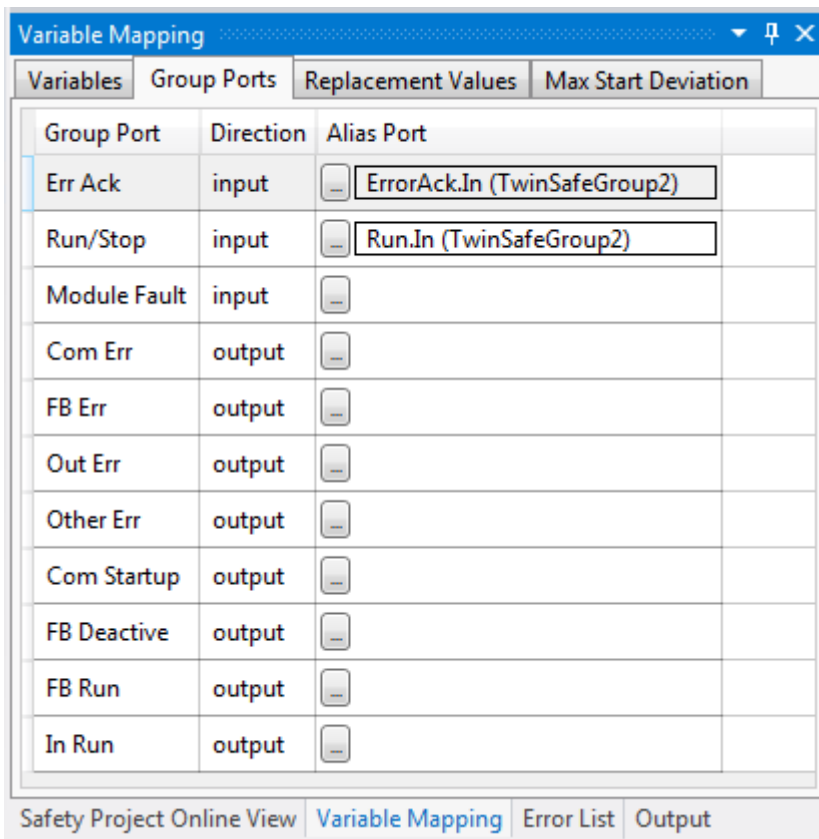 Variable Mapping
Variables Group Ports Replacement Values Max Start Deviation
Group Port Direction Alias Port
Err Ack input ... ErrorAck.In (TwinSafeGroup2)
Run/Stop input ... Run.In (TwinSafeGroup2)
Module Fault input ...
Com Err output ...
FB Err output ...
Out Err output ...
Other Err output ...
Com Startup output ...
FB Deactive output ...
FB Run output ...
In Run output ...
Safety Project Online View Variable Mapping Error List Output